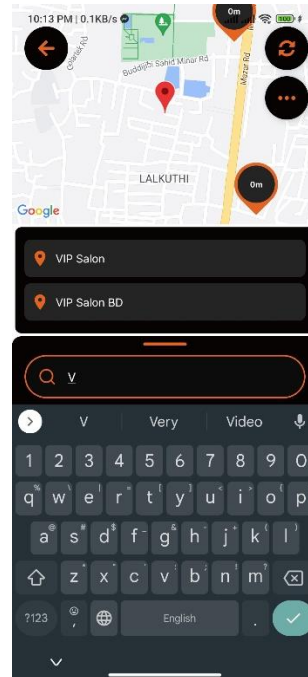 10:13 PM | 0.1KB/s
100
0m
Buddijibi Sahid Minar Rd
Mazar Rd
LALKUTHI
0m
Google
VIP Salon
VIP Salon BD
V
V Very Video
1 2 3 4 5 6 7 8 9 0
q w e r t y u i o p
a s d f g h j k l
z x c v b n m
?123 , English .